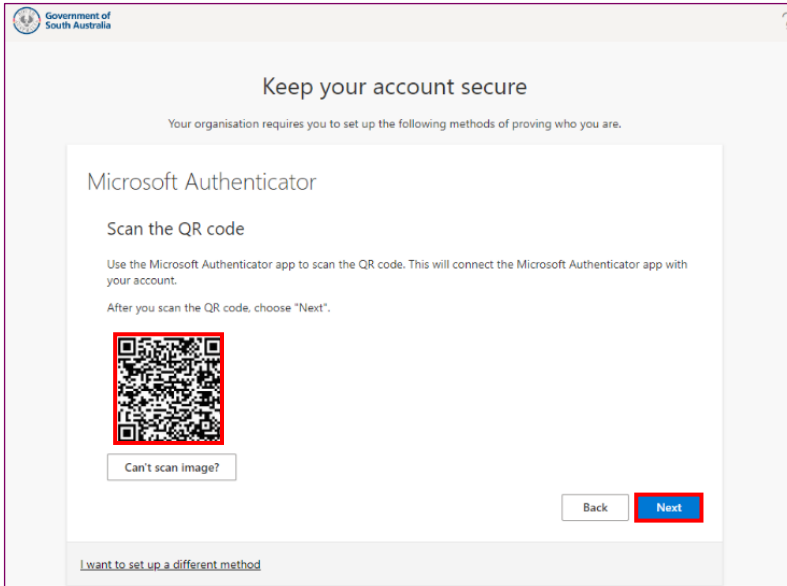 Government of
South Australia
Keep your account secure
Your organisation requires you to set up the following methods of proving who you are.
Microsoft Authenticator
Scan the QR code
Use the Microsoft Authenticator app to scan the QR code. This will connect the Microsoft Authenticator app with
your account.
After you scan the QR code, choose "Next".
Can't scan image?
Back Next
I want to set up a different method